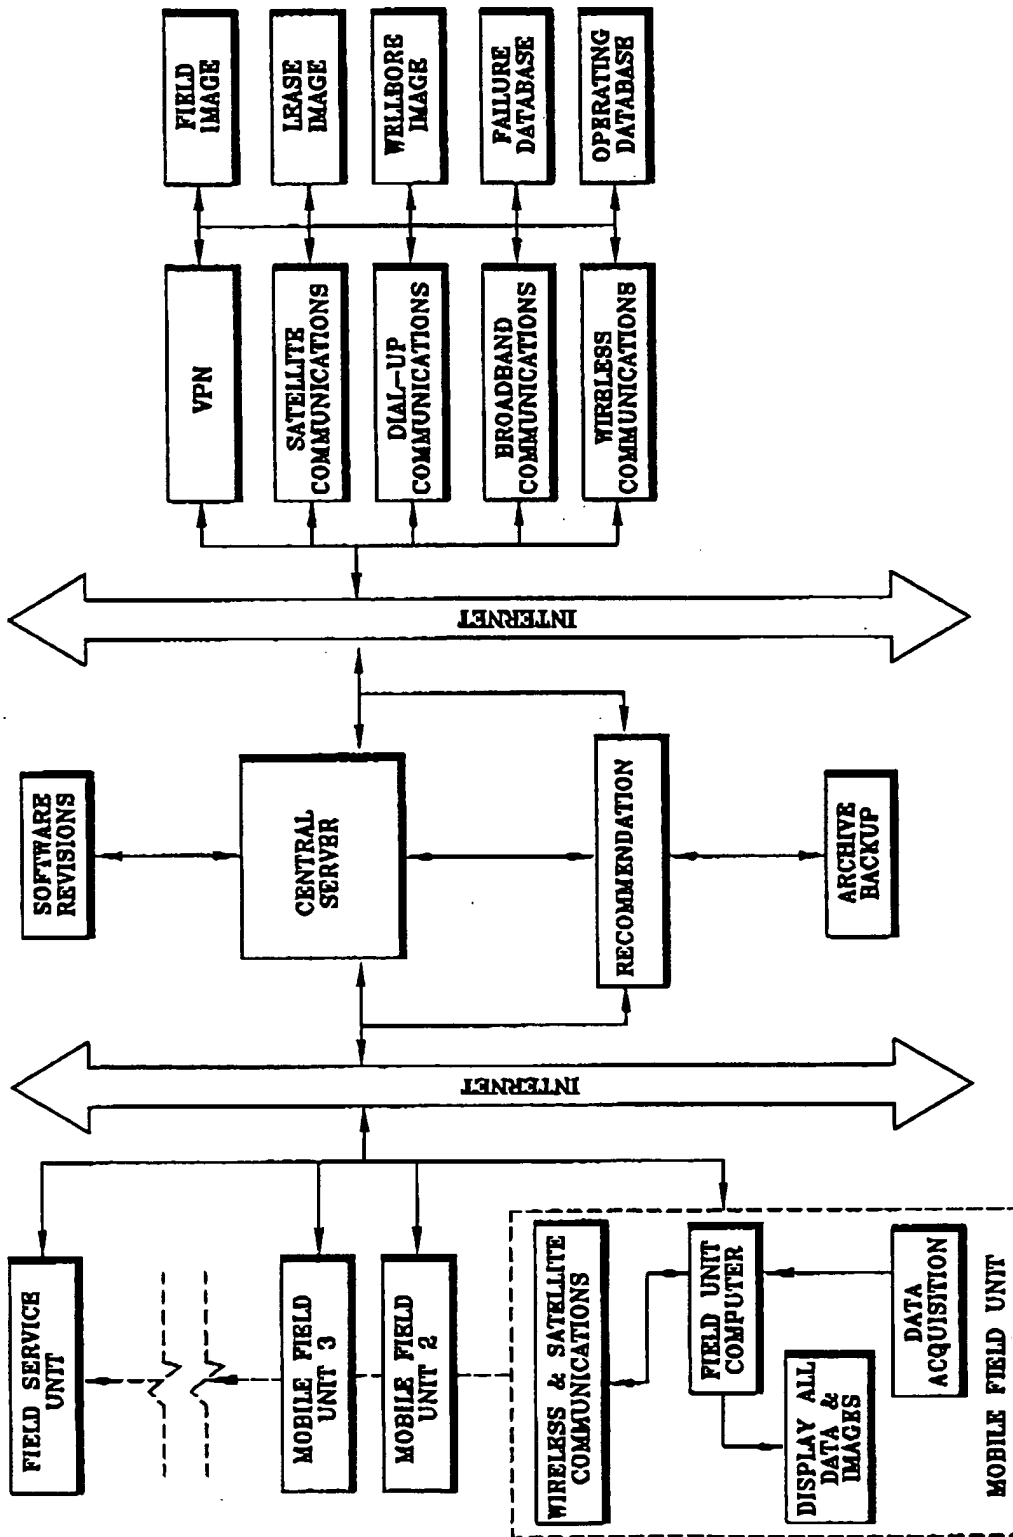 MOBILE FIELD UNIT
DATA
ACQUISITION
DISPLAY ALL
DATA &
IMAGES
FIELD UNIT
COMPUTER
WIRELESS & SATELLITE
COMMUNICATIONS
MOBILE FIELD
UNIT 2
MOBILE FIELD
UNIT 3
FIELD SERVICE
UNIT
INTERNET
ARCHIVE
BACKUP
RECOMMENDATION
CENTRAL
SERVER
SOFTWARE
REVISIONS
INTERNET
WIRELESS
COMMUNICATIONS
BROADBAND
COMMUNICATIONS
DIAL-UP
COMMUNICATIONS
SATELLITE
COMMUNICATIONS
VPN
OPERATING
DATABASE
FAILURE
DATABASE
WELLBORE
IMAGE
LEASE
IMAGE
FIELD
IMAGE